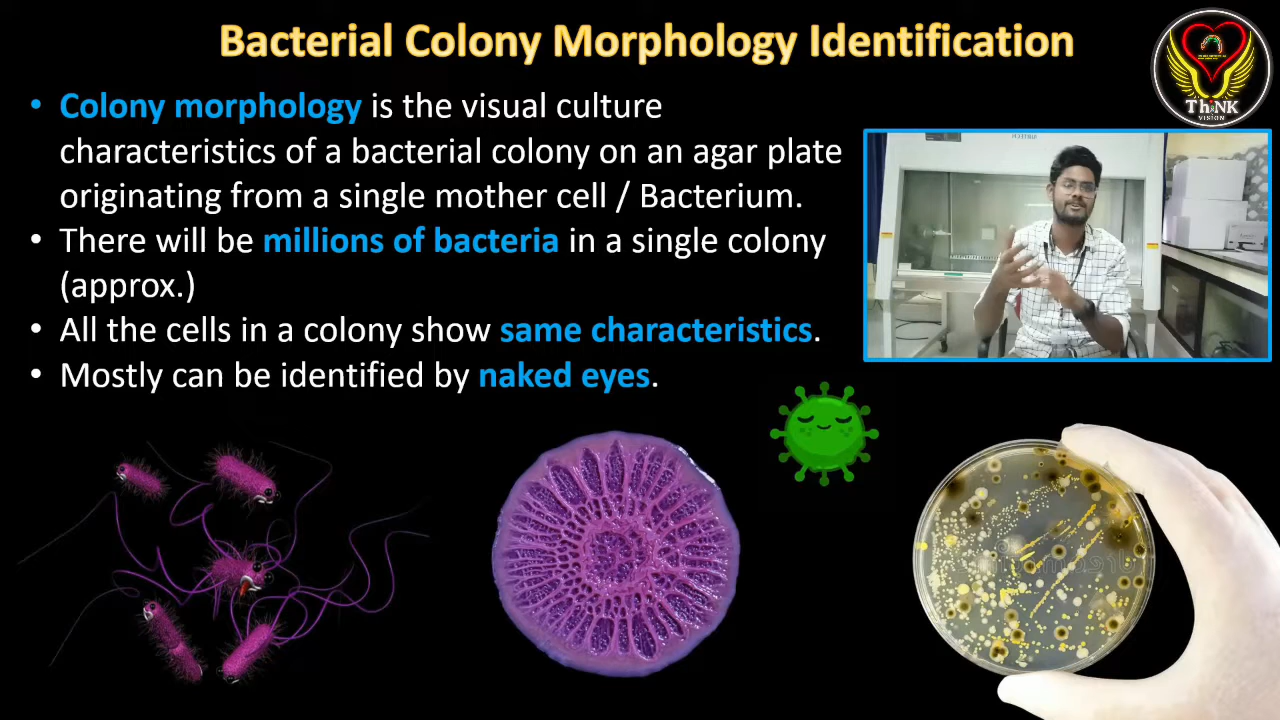 Bacterial Colony Morphology Identification
• Colony morphology is the visual culture
characteristics of a bacterial colony on an agar plate
originating from a single mother cell / Bacterium.
• There will be millions of bacteria in a single colony
(approx.)
• All the cells in a colony show same characteristics.
• Mostly can be identified by naked eyes.
ThiNK
VISION